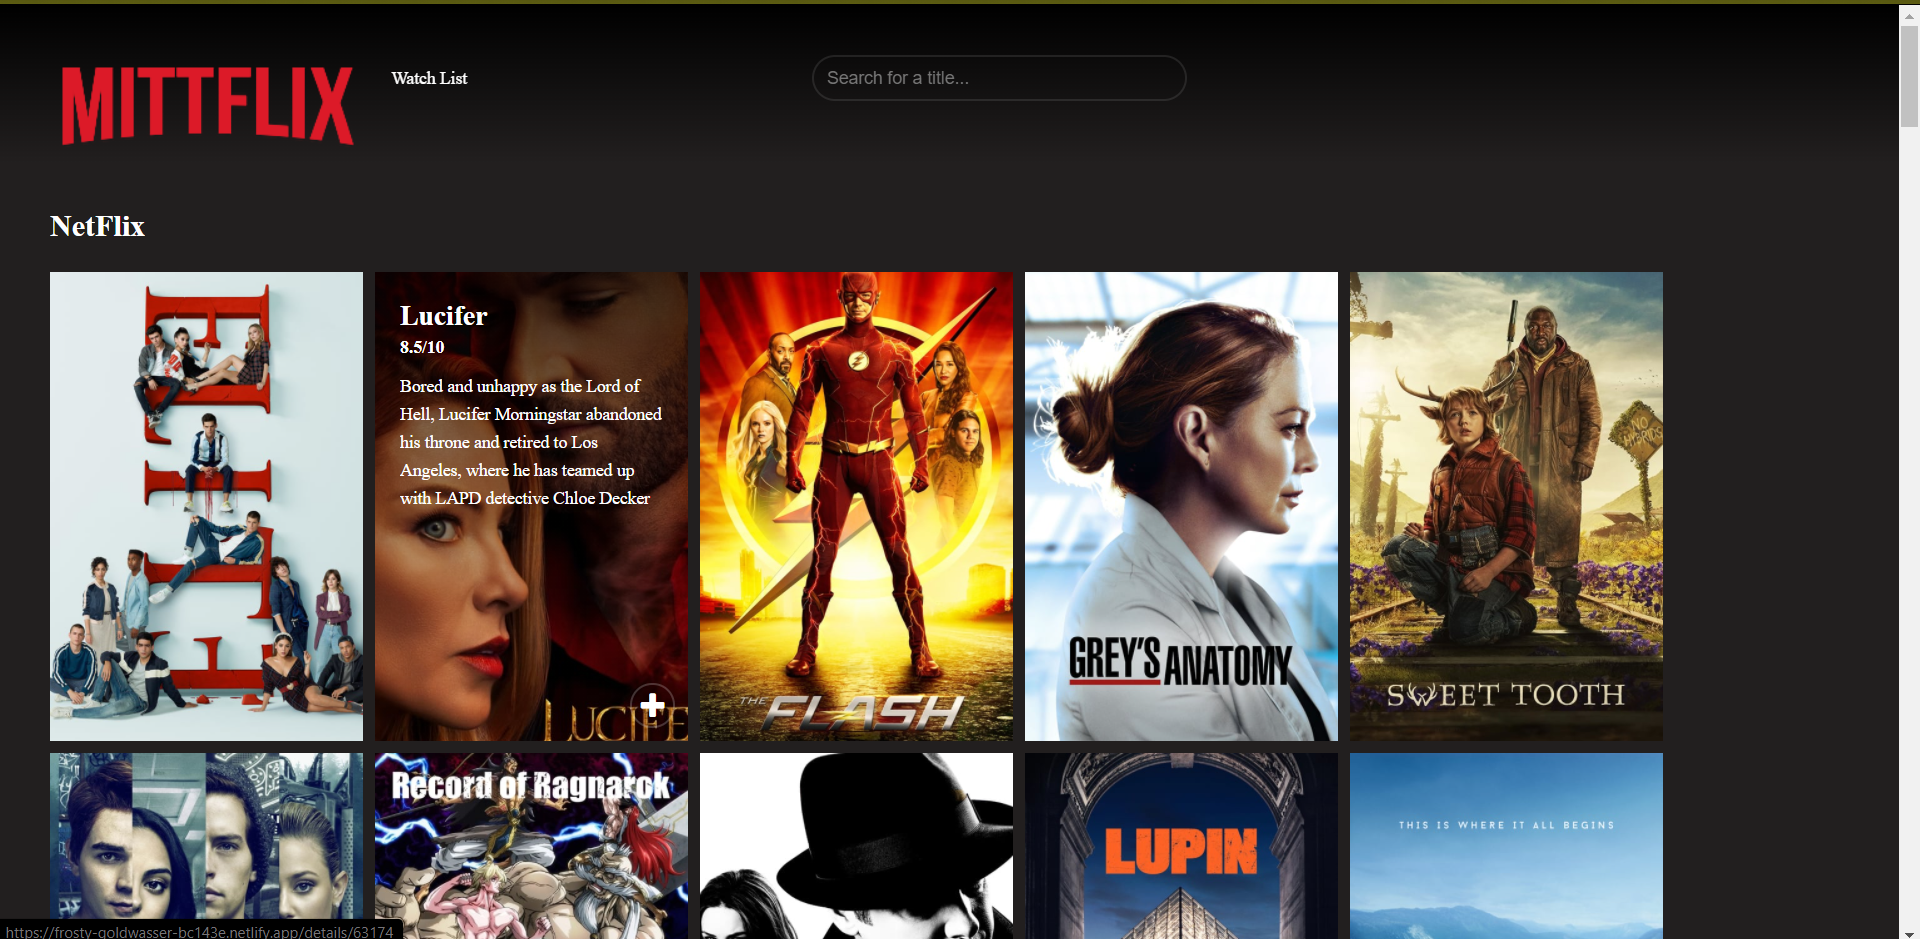 MITTFLIX
Watch List
Search for a title...
NetFlix
ELITE
Lucifer
8.5/10
Bored and unhappy as the Lord of
Hell, Lucifer Morningstar abandoned
his throne and retired to Los
Angeles, where he has teamed up
with LAPD detective Chloe Decker
LUCIFE
THE FLASH
GREY'S ANATOMY
NO
HYBRIDS
SWEET TOOTH
Record of Ragnarok
LUPIN
THIS IS WHERE IT ALL BEGINS
https://frosty-goldwasser-bc143e.netlify.app/details/63174